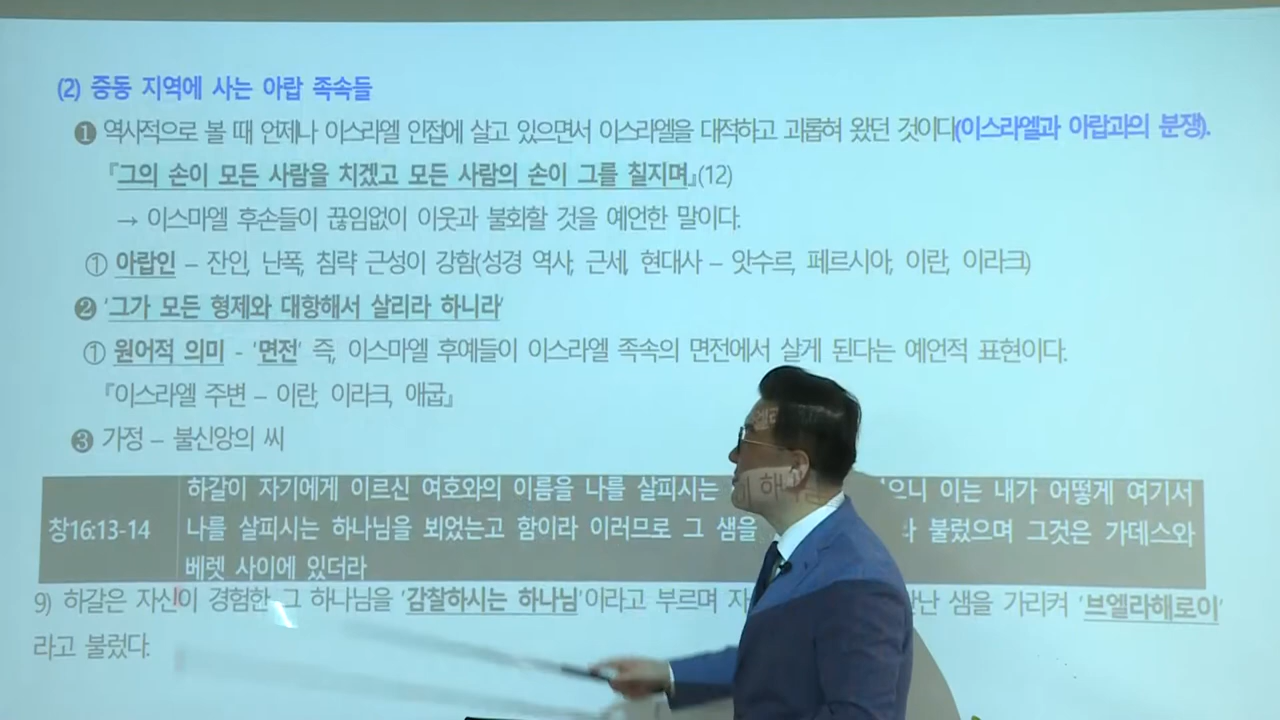 (2) 중동 지역에 사는 아랍 족속들
❶ 역사적으로 볼 때 언제나 이스라엘 인접에 살고 있으면서 이스라엘을 대적하고 괴롭혀 왔던 것이다(이스라엘과 아랍과의 분쟁).
『그의 손이 모든 사람을 치겠고 모든 사람의 손이 그를 칠지며』(12)
→ 이스마엘 후손들이 끊임없이 이웃과 불화할 것을 예언한 말이다.
① 아랍인 – 잔인, 난폭, 침략 근성이 강함(성경 역사, 근세, 현대사 – 앗수르, 페르시아, 이란, 이라크)
❷ '그가 모든 형제와 대항해서 살리라 하니라'
① 원어적 의미 - '면전' 즉, 이스마엘 후예들이 이스라엘 족속의 면전에서 살게 된다는 예언적 표현이다.
『이스라엘 주변 – 이란, 이라크, 애굽』
❸ 가정 – 불신앙의 씨
창16:13-14
하갈이 자기에게 이르신 여호와의 이름을 나를 살피시는 하 이는 내가 어떻게 여기서
나를 살피시는 하나님을 뵈었는고 함이라 이러므로 그 샘을 불렀으며 그것은 가데스와
베렛 사이에 있더라
9) 하갈은 자신이 경험한 그 하나님을 '감찰하시는 하나님'이라고 부르며 샘을 가리켜 '브엘라해로이'
라고 불렀다.